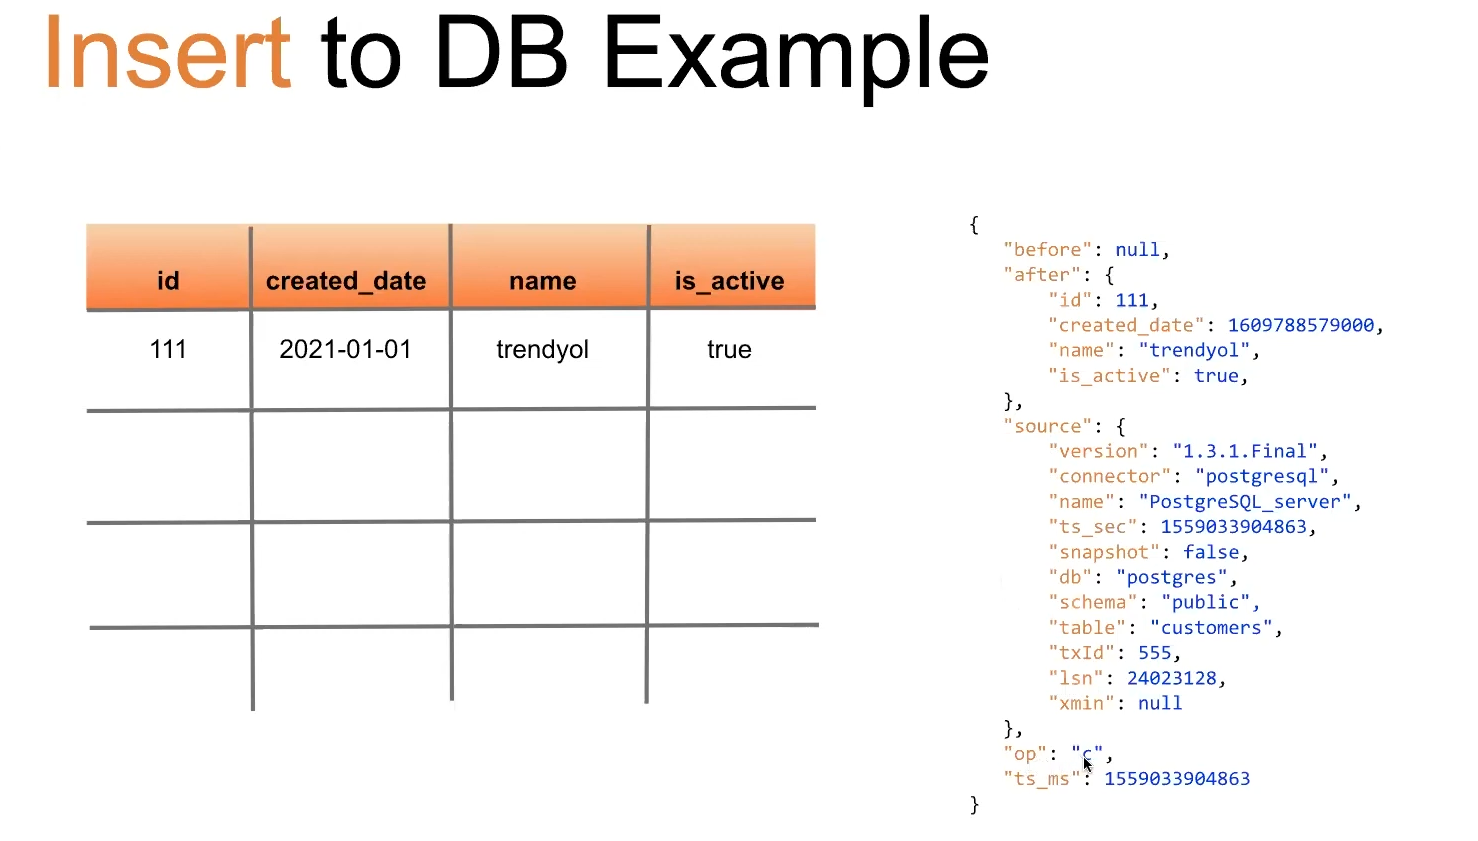 Insert to DB Example
id created_date name is_active
111 2021-01-01 trendyol true
{
"before": null,
"after": {
"id": 111,
"created_date": 1609788579000,
"name": "trendyol",
"is_active": true,
},
"source": {
"version": "1.3.1.Final",
"connector": "postgresql",
"name": "PostgreSQL_server",
"ts_sec": 1559033904863,
"snapshot": false,
"db": "postgres",
"schema": "public",
"table": "customers",
"txId": 555,
"lsn": 24023128,
"xmin": null
},
"op": "c",
"ts_ms": 1559033904863
}